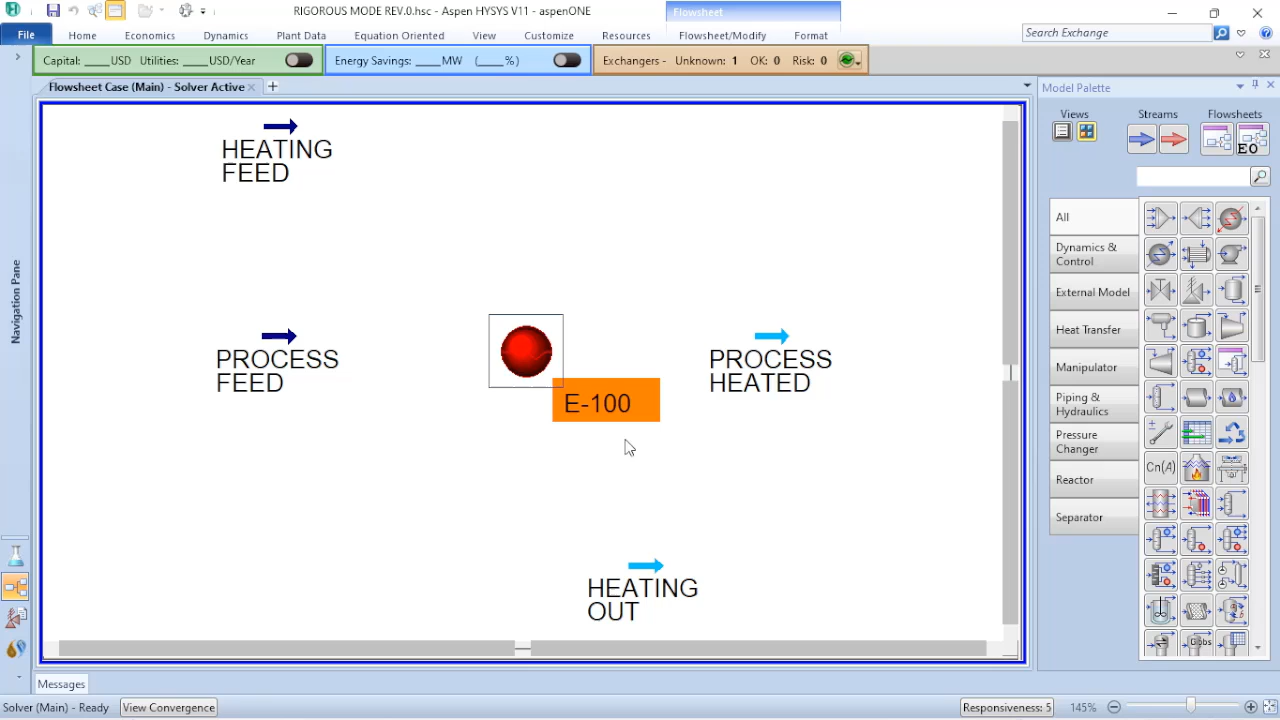 RIGOROUS MODE REV.0.hsc - Aspen HYSYS V11 - aspenONE
Flowsheet
File
Home
Economics
Dynamics
Plant Data
Equation Oriented
View
Customize
Resources
Flowsheet/Modify
Format
Search Exchange
Capital: ____USD Utilities: ____USD/Year
Energy Savings: ____MW (____%)
Exchangers - Unknown: 1 OK: 0 Risk: 0
Flowsheet Case (Main) - Solver Active
Model Palette
Views
Streams
Flowsheets
EO
All
Dynamics &
Control
External Model
Heat Transfer
Manipulator
Piping &
Hydraulics
Pressure
Changer
Reactor
Separator
Cn(A)
Gibbs
Navigation Pane
HEATING
FEED
PROCESS
FEED
E-100
PROCESS
HEATED
HEATING
OUT
Messages
Solver (Main) - Ready
View Convergence
Responsiveness: 5
145%